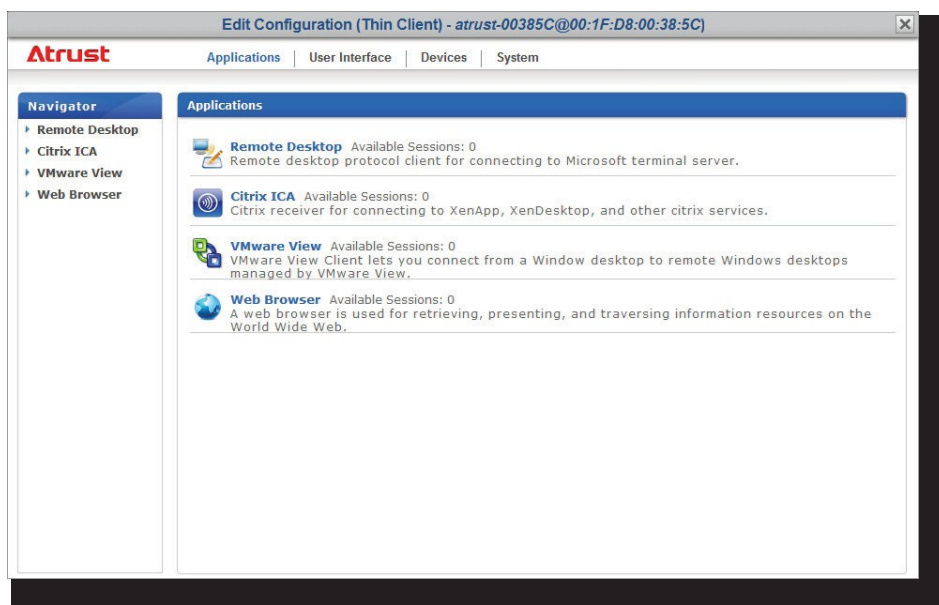 Edit Configuration (Thin Client) - atrust-00385C@00:1F:D8:00:38:5C)
Atrust
Applications | User Interface | Devices | System
Navigator
Remote Desktop
Citrix ICA
VMware View
Web Browser
Applications
Remote Desktop Available Sessions: 0
Remote desktop protocol client for connecting to Microsoft terminal server.
Citrix ICA Available Sessions: 0
Citrix receiver for connecting to XenApp, XenDesktop, and other citrix services.
VMware View Available Sessions: 0
VMware View Client lets you connect from a Window desktop to remote Windows desktops
managed by VMware View.
Web Browser Available Sessions: 0
A web browser is used for retrieving, presenting, and traversing information resources on the
World Wide Web.